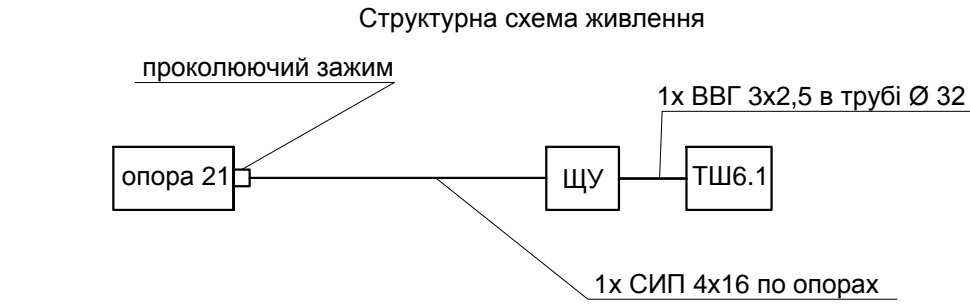 Структурна схема живлення
проколюючий зажим
1х ВВГ 3х2,5 в трубі Ø 32
опора 21
ЩУ
ТШ6.1
1х СИП 4х16 по опорах